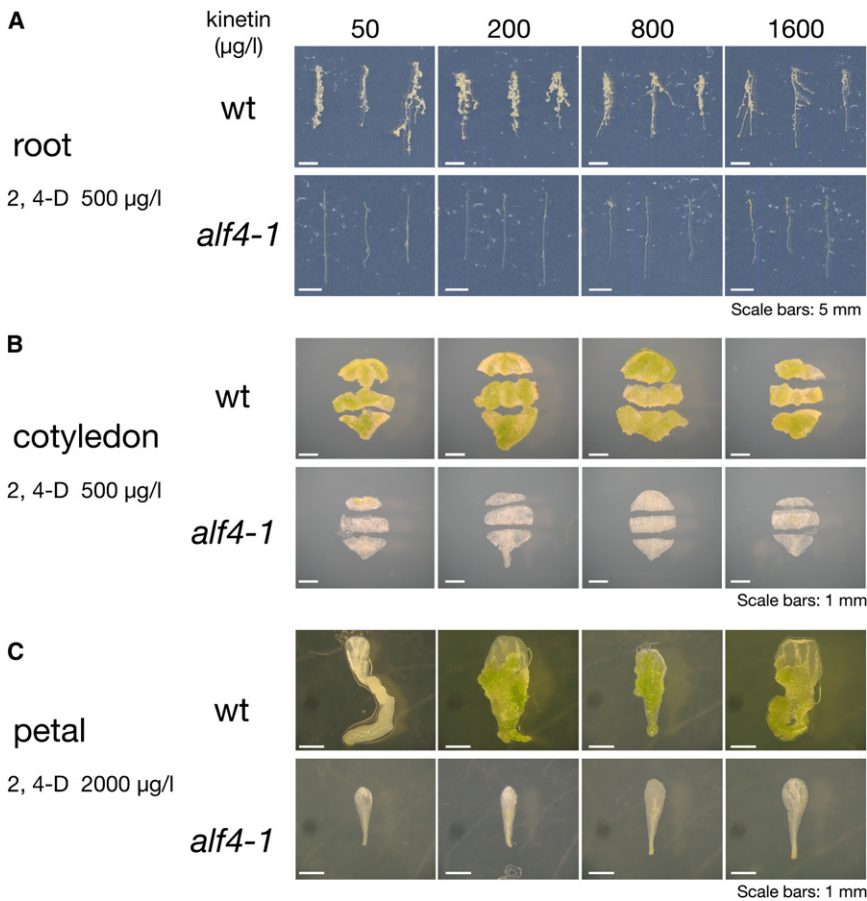 A
kinetin
(µg/l)
50 200 800 1600
wt
root
2, 4-D 500 µg/l
alf4-1
Scale bars: 5 mm
B
wt
cotyledon
2, 4-D 500 µg/l
alf4-1
Scale bars: 1 mm
C
wt
petal
2, 4-D 2000 µg/l
alf4-1
Scale bars: 1 mm